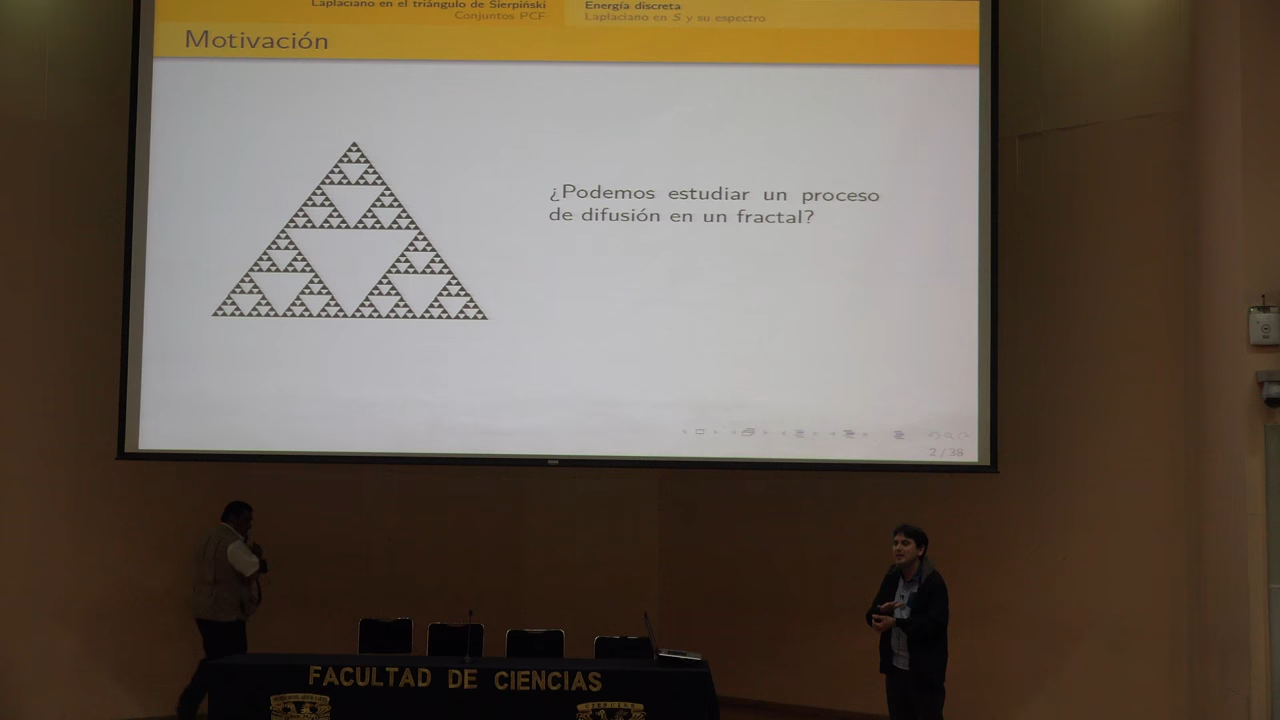 Laplaciano en el triángulo de Sierpiński
Conjuntos PCF
Energía discreta
Laplaciano en S y su espectro
Motivación
¿Podemos estudiar un proceso
de difusión en un fractal?
2 / 38
FACULTAD DE CIENCIAS